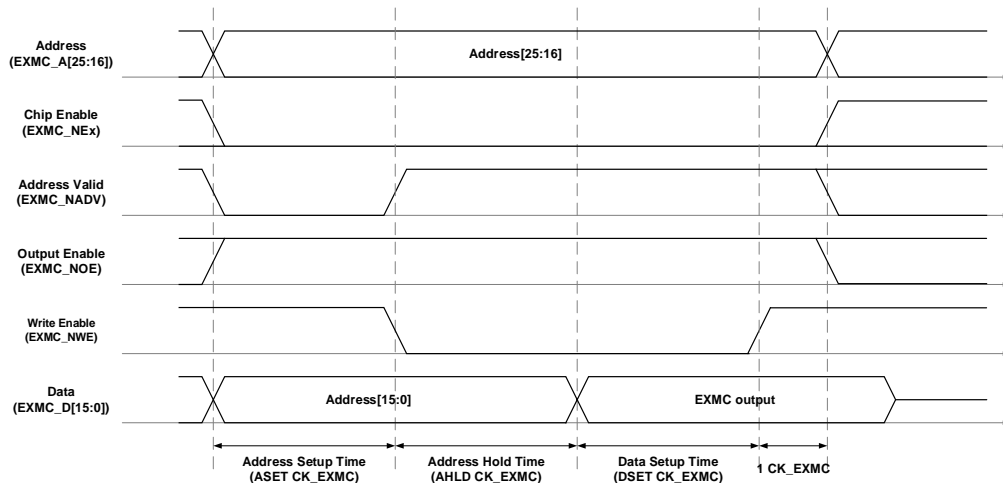 Address
(EXMC_A[25:16])
Address[25:16]
Chip Enable
(EXMC_NEx)
Address Valid
(EXMC_NADV)
Output Enable
(EXMC_NOE)
Write Enable
(EXMC_NWE)
Data
(EXMC_D[15:0])
Address[15:0]
EXMC output
Address Setup Time
(ASET CK_EXMC)
Address Hold Time
(AHLD CK_EXMC)
Data Setup Time
(DSET CK_EXMC)
1 CK_EXMC